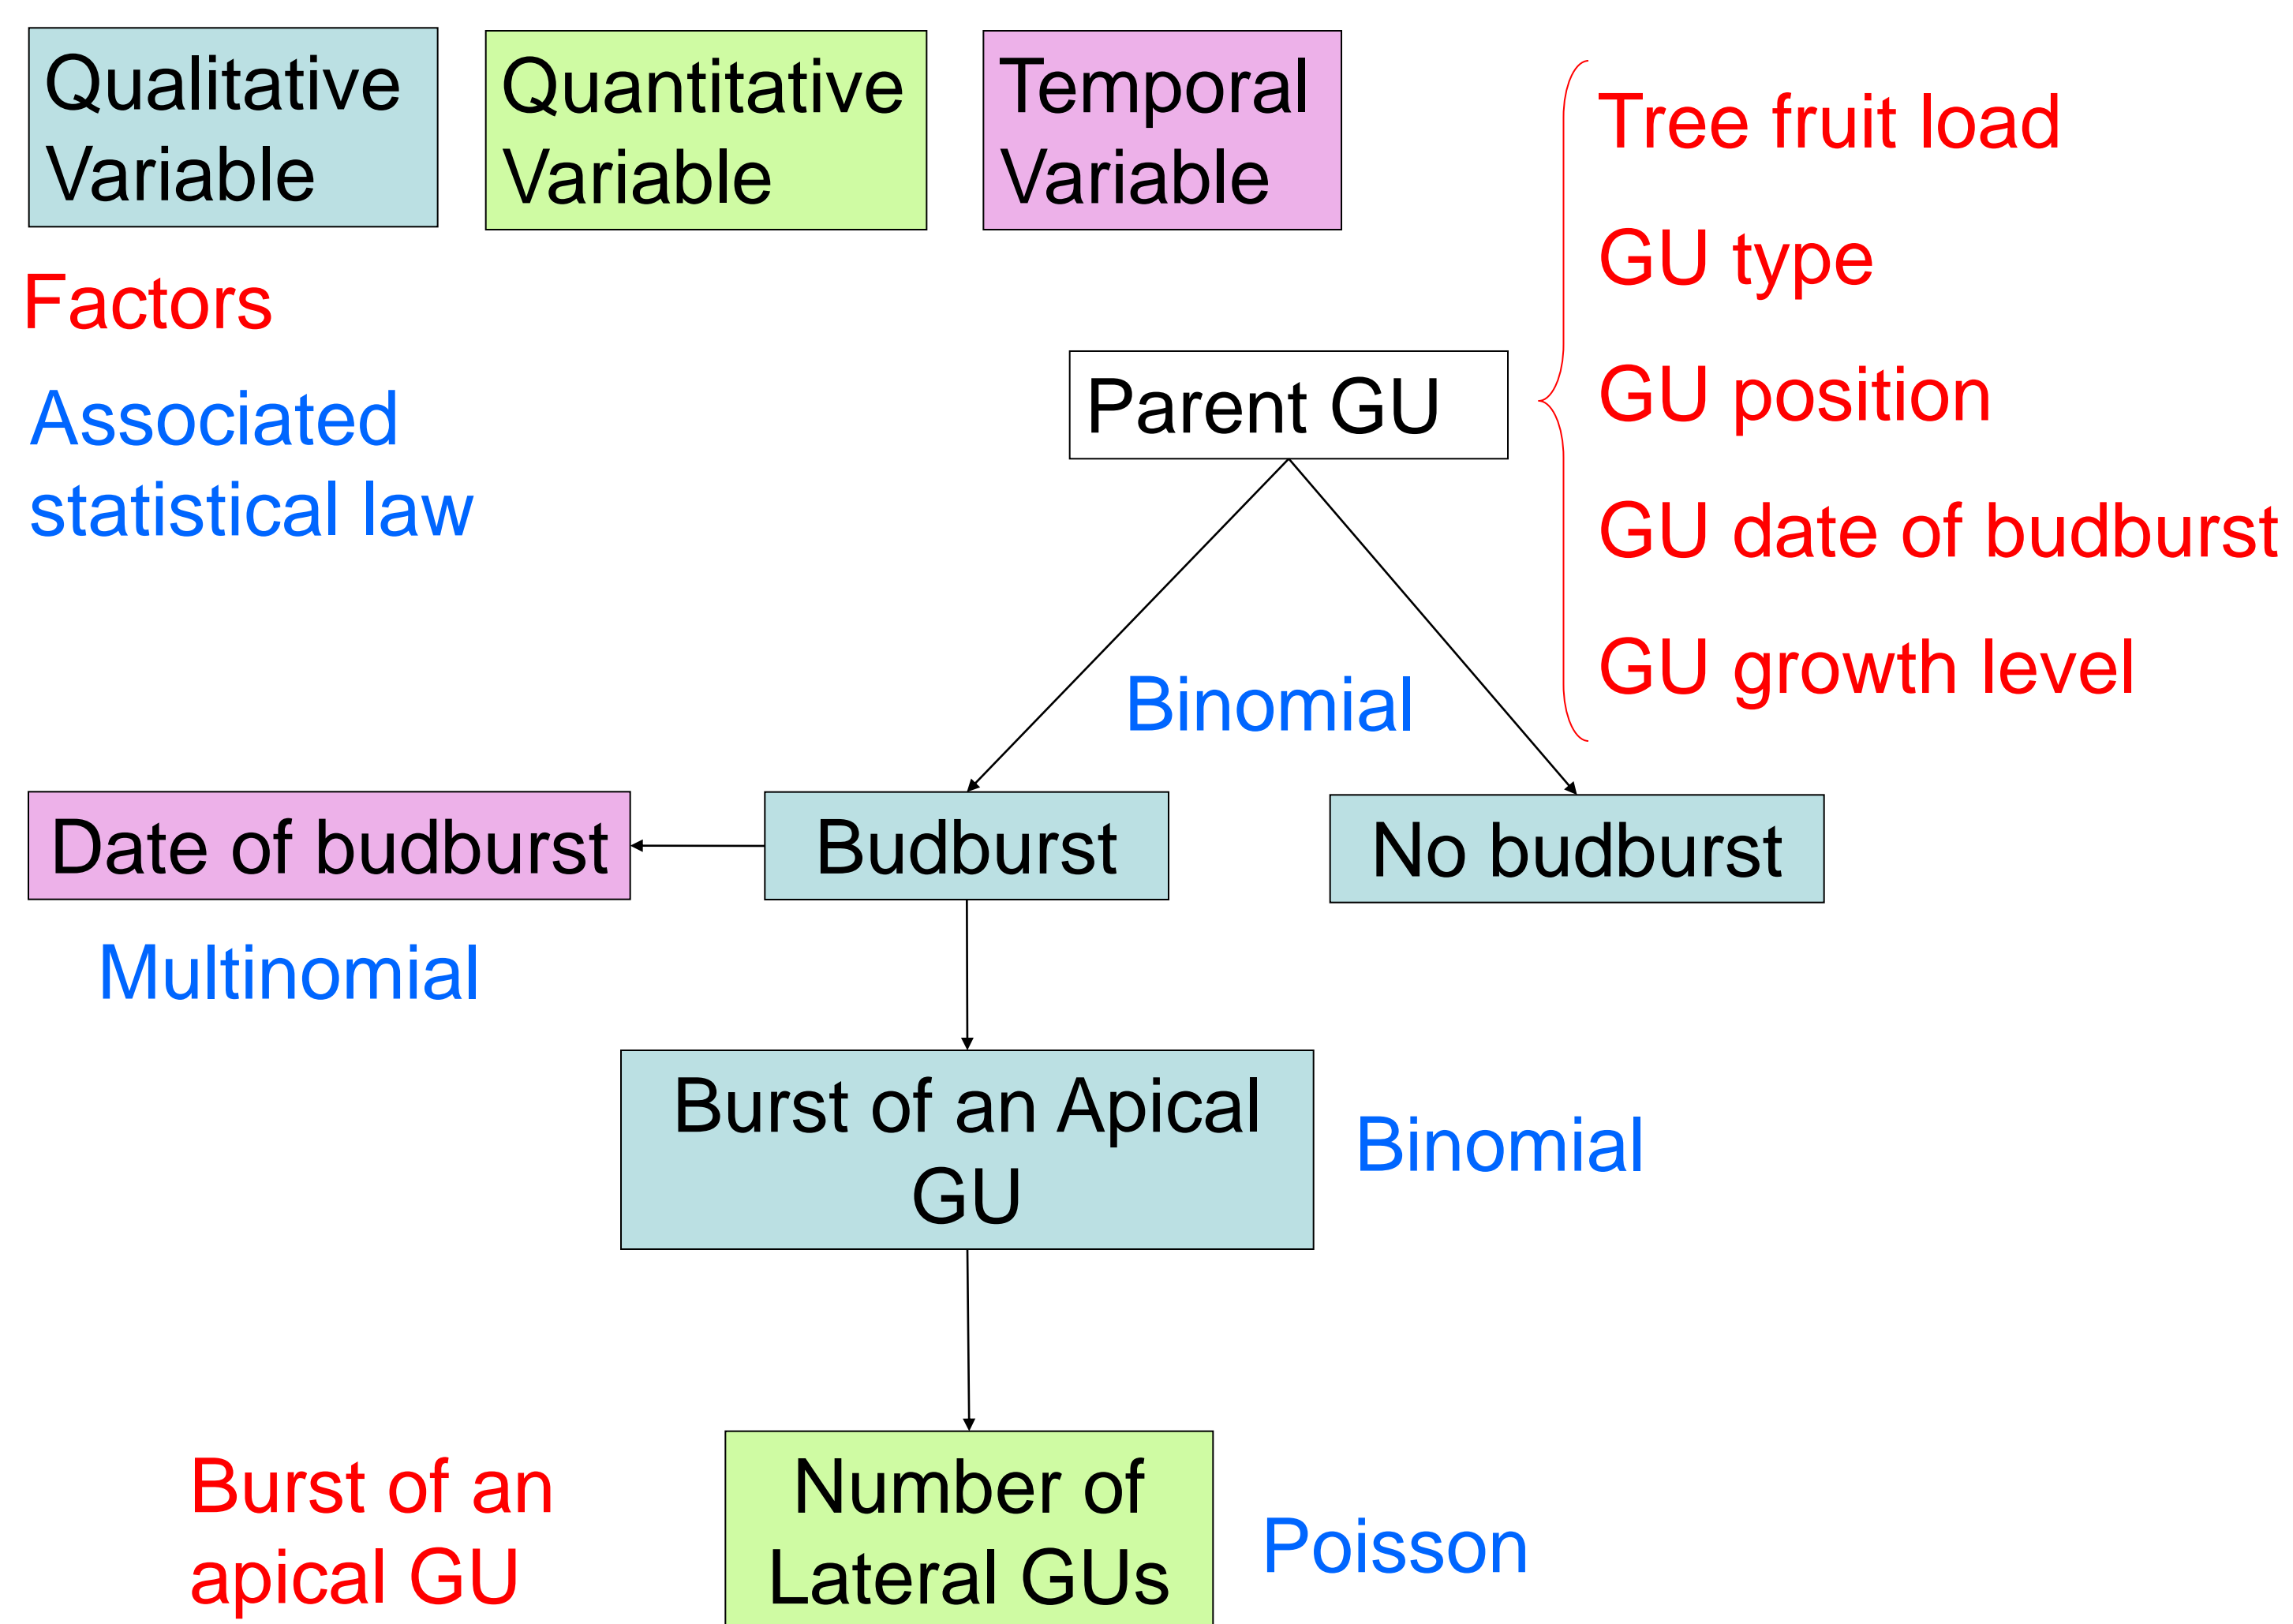 Qualitative
Variable
Quantitative
Variable
Temporal
Variable
Factors
Associated
statistical law
Tree fruit load
GU type
GU position
GU date of budburst
GU growth level
Parent GU
Binomial
Date of budburst
Budburst
No budburst
Multinomial
Burst of an Apical
GU
Binomial
Burst of an
apical GU
Number of
Lateral GUs
Poisson